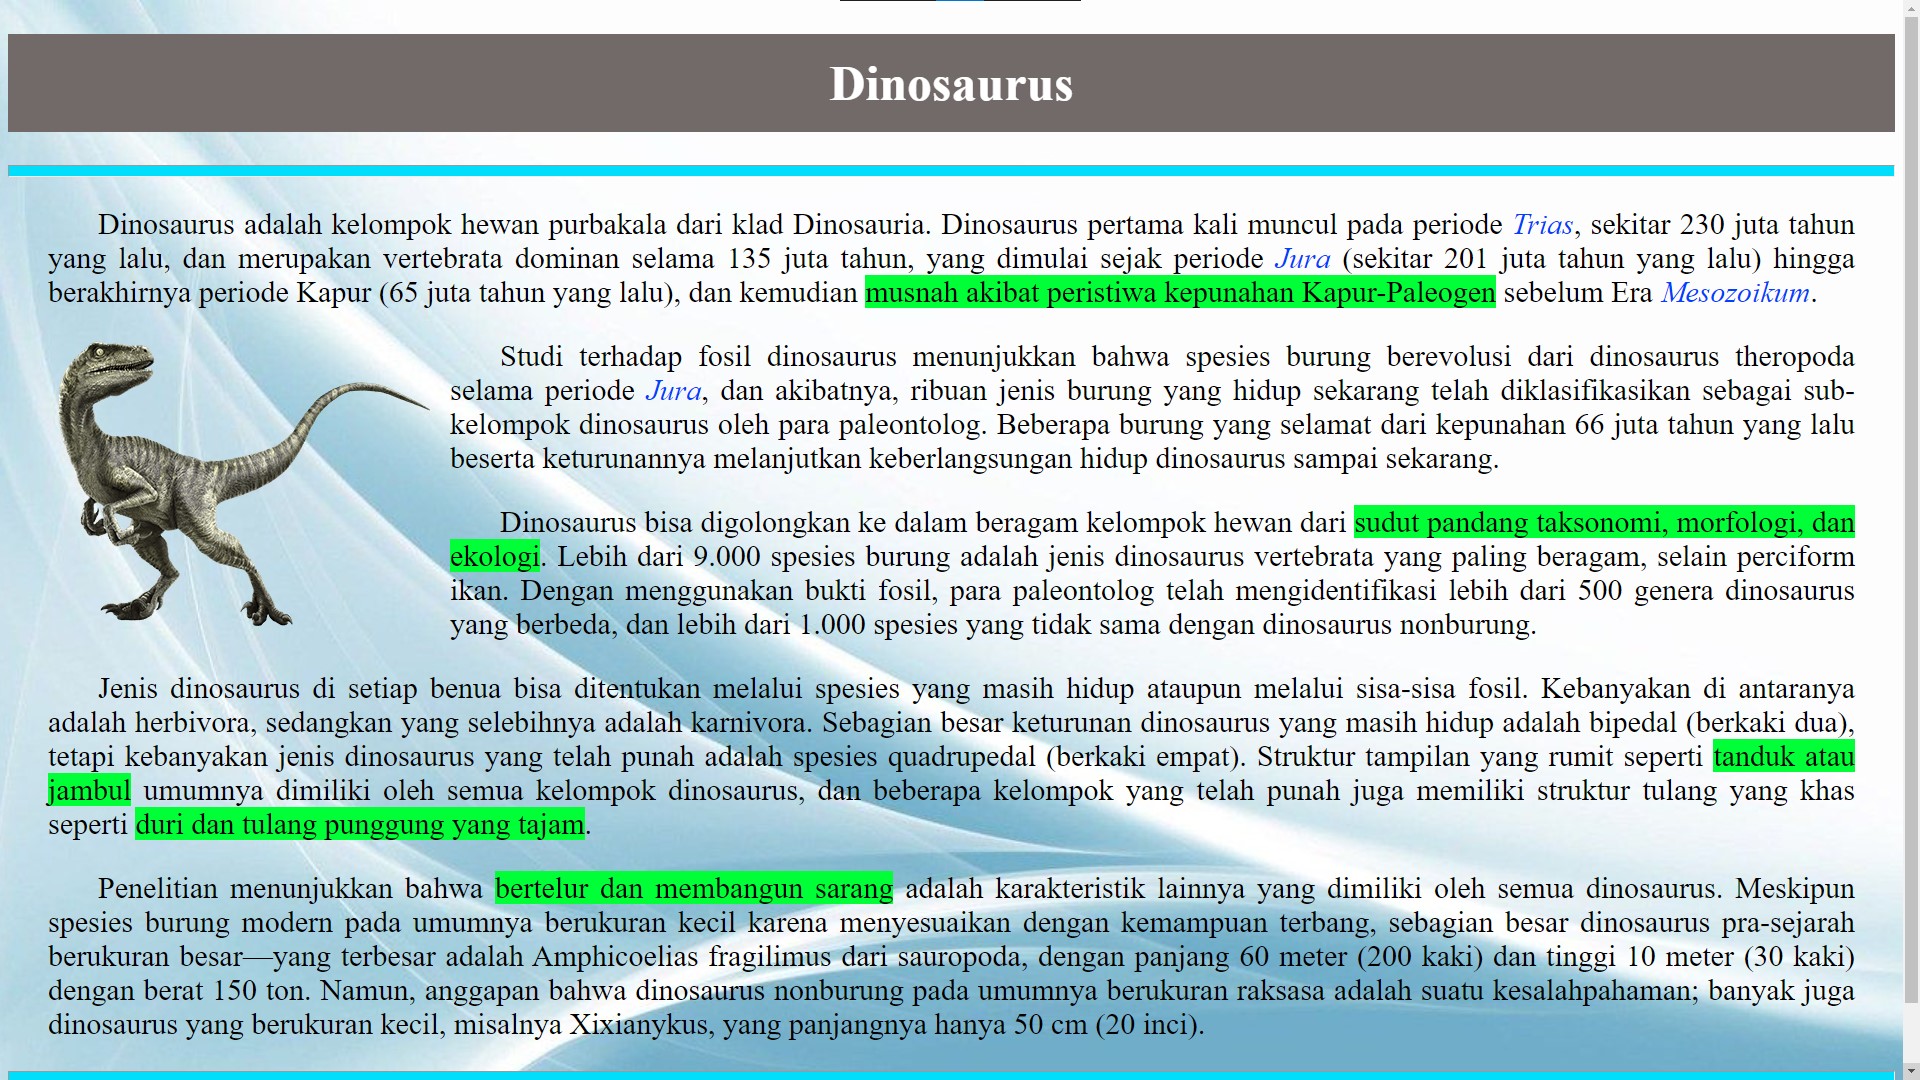 Dinosaurus
Dinosaurus adalah kelompok hewan purbakala dari klad Dinosauria. Dinosaurus pertama kali muncul pada periode Trias, sekitar 230 juta tahun
yang lalu, dan merupakan vertebrata dominan selama 135 juta tahun, yang dimulai sejak periode Jura (sekitar 201 juta tahun yang lalu) hingga
berakhirnya periode Kapur (65 juta tahun yang lalu), dan kemudian musnah akibat peristiwa kepunahan Kapur-Paleogen sebelum Era Mesozoikum.
Studi terhadap fosil dinosaurus menunjukkan bahwa spesies burung berevolusi dari dinosaurus theropoda
selama periode Jura, dan akibatnya, ribuan jenis burung yang hidup sekarang telah diklasifikasikan sebagai sub-
kelompok dinosaurus oleh para paleontolog. Beberapa burung yang selamat dari kepunahan 66 juta tahun yang lalu
beserta keturunannya melanjutkan keberlangsungan hidup dinosaurus sampai sekarang.
Dinosaurus bisa digolongkan ke dalam beragam kelompok hewan dari sudut pandang taksonomi, morfologi, dan
ekologi. Lebih dari 9.000 spesies burung adalah jenis dinosaurus vertebrata yang paling beragam, selain perciform
ikan. Dengan menggunakan bukti fosil, para paleontolog telah mengidentifikasi lebih dari 500 genera dinosaurus
yang berbeda, dan lebih dari 1.000 spesies yang tidak sama dengan dinosaurus nonburung.
Jenis dinosaurus di setiap benua bisa ditentukan melalui spesies yang masih hidup ataupun melalui sisa-sisa fosil. Kebanyakan di antaranya
adalah herbivora, sedangkan yang selebihnya adalah karnivora. Sebagian besar keturunan dinosaurus yang masih hidup adalah bipedal (berkaki dua),
tetapi kebanyakan jenis dinosaurus yang telah punah adalah spesies quadrupedal (berkaki empat). Struktur tampilan yang rumit seperti tanduk atau
jambul umumnya dimiliki oleh semua kelompok dinosaurus, dan beberapa kelompok yang telah punah juga memiliki struktur tulang yang khas
seperti duri dan tulang punggung yang tajam.
Penelitian menunjukkan bahwa bertelur dan membangun sarang adalah karakteristik lainnya yang dimiliki oleh semua dinosaurus. Meskipun
spesies burung modern pada umumnya berukuran kecil karena menyesuaikan dengan kemampuan terbang, sebagian besar dinosaurus pra-sejarah
berukuran besar—yang terbesar adalah Amphicoelias fragilimus dari sauropoda, dengan panjang 60 meter (200 kaki) dan tinggi 10 meter (30 kaki)
dengan berat 150 ton. Namun, anggapan bahwa dinosaurus nonburung pada umumnya berukuran raksasa adalah suatu kesalahpahaman; banyak juga
dinosaurus yang berukuran kecil, misalnya Xixianykus, yang panjangnya hanya 50 cm (20 inci).